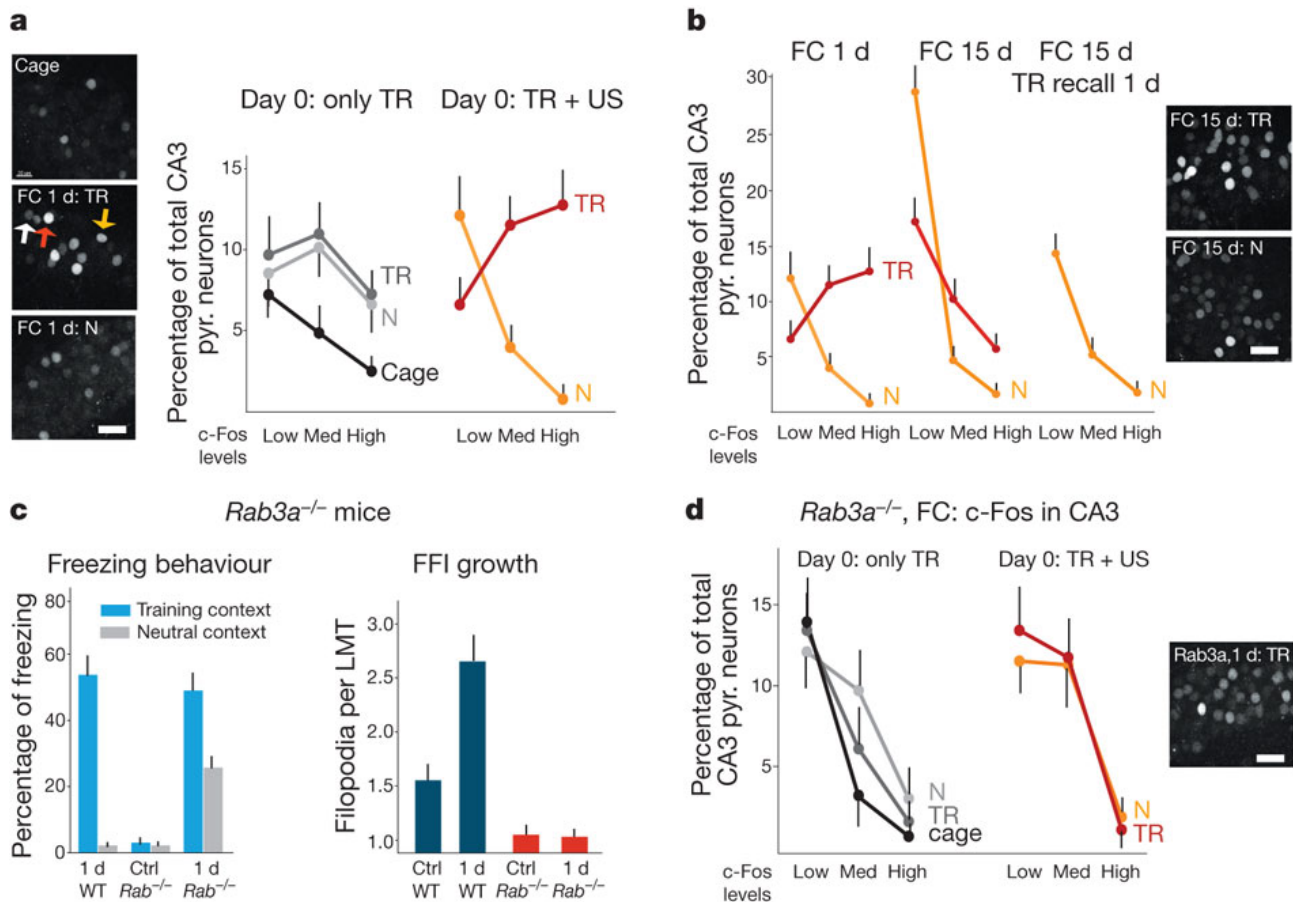 a
Cage
FC 1 d: TR
FC 1 d: N
Day 0: only TR
Day 0: TR + US
Percentage of total CA3
pyr. neurons
15
10
5
TR
N
Cage
TR
N
c-Fos
levels
Low Med High
Low Med High
b
FC 1 d
FC 15 d
FC 15 d
TR recall 1 d
Percentage of total CA3
pyr. neurons
30
25
20
15
10
5
TR
N
N
N
c-Fos
levels
Low Med High
Low Med High
Low Med High
FC 15 d: TR
FC 15 d: N
c
Rab3a–/– mice
Freezing behaviour
Percentage of freezing
80
60
40
20
0
Training context
Neutral context
1 d
WT
Ctrl
Rab–/–
1 d
Rab–/–
FFI growth
Filopodia per LMT
3.0
2.5
2.0
1.5
1.0
Ctrl
WT
1 d
WT
Ctrl
Rab–/–
1 d
Rab–/–
d
Rab3a–/–, FC: c-Fos in CA3
Day 0: only TR
Day 0: TR + US
Percentage of total
CA3 pyr. neurons
15
10
5
N
TR
cage
N
TR
c-Fos
levels
Low Med High
Low Med High
Rab3a,1 d: TR